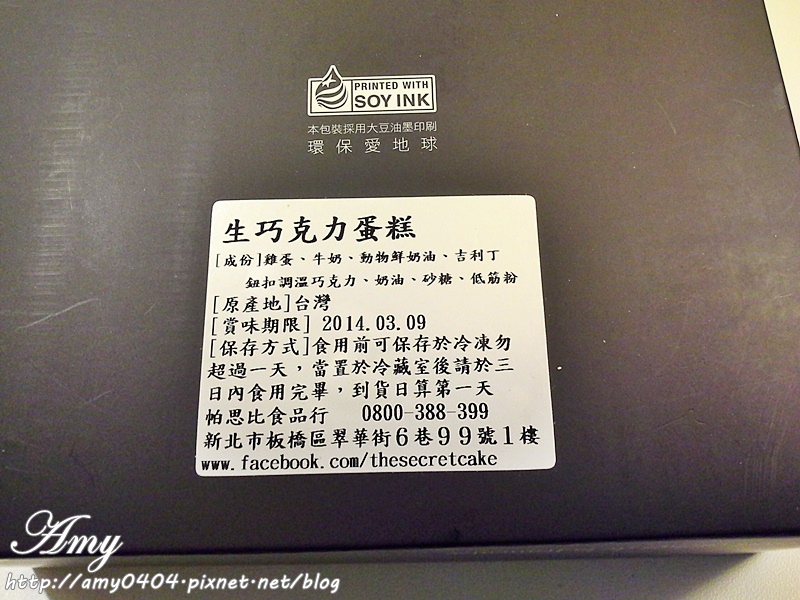 PRINTED WITH
SOY INK
本包裝採用大豆油墨印刷
環保愛地球
生巧克力蛋糕
[成份]雞蛋、牛奶、動物鮮奶油、吉利丁
鈕扣調溫巧克力、奶油、砂糖、低筋粉
[原產地]台灣
[賞味期限] 2014.03.09
[保存方式]食用前可保存於冷凍勿
超過一天，當置於冷藏室後請於三
日內食用完畢，到貨日算第一天
帕思比食品行 0800-388-399
新北市板橋區翠華街6巷99號1樓
www.facebook.com/thesecretcake
Amy
http://amy0404.pixnet.net/blog